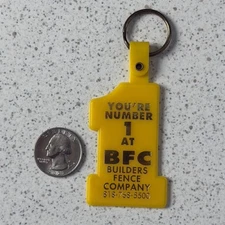 YOU'RE
NUMBER
1
AT
BFC
BUILDERS
FENCE
COMPANY